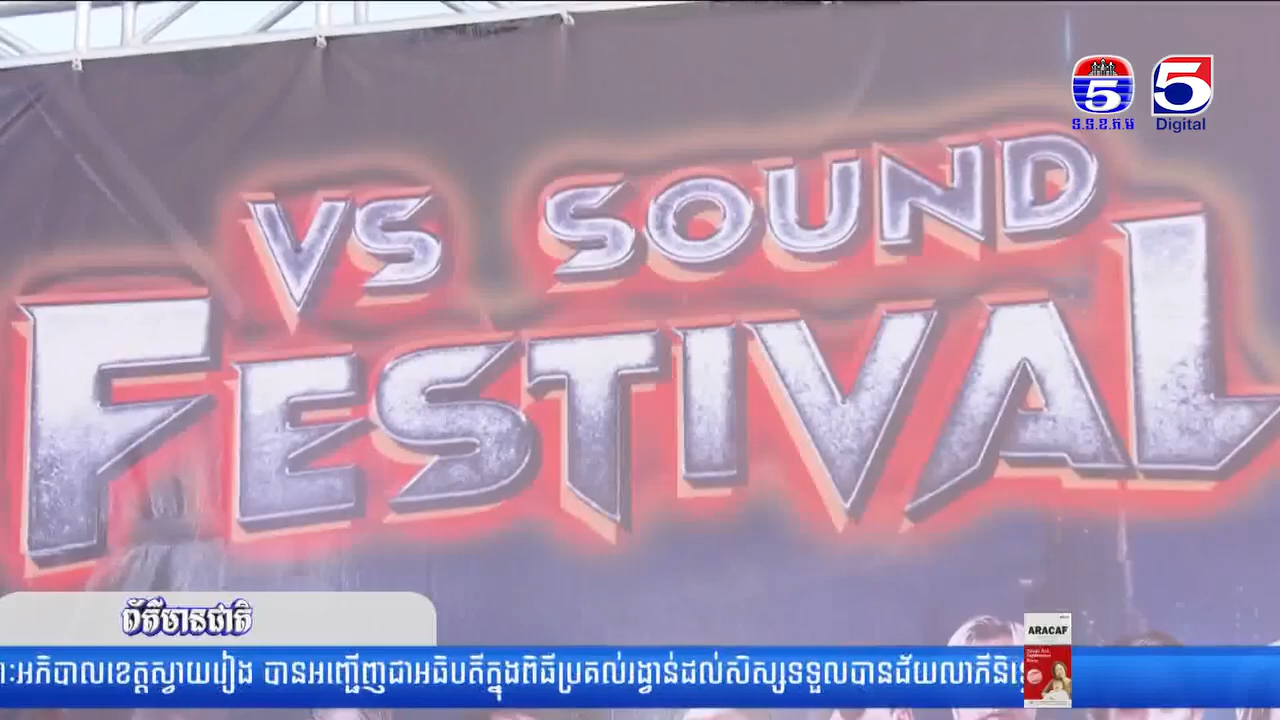 5
5
ទ.ទ.ខ.ភ.ម
Digital
VS SOUND
FESTIVAL
ព័ត៌មានជាតិ
ៈអភិបាលខេត្តស្វាយរៀង បានអញ្ជើញជាអធិបតីក្នុងពិធីប្រគល់រង្វាន់ដល់សិស្សទទួលបានជ័យលាភីនិ
ARACAF